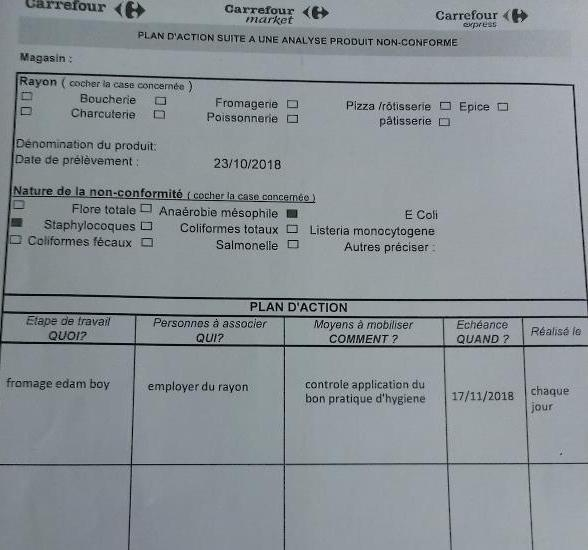 Carrefour
Carrefour market
Carrefour express
PLAN D'ACTION SUITE A UNE ANALYSE PRODUIT NON-CONFORME
Magasin :
Rayon ( cocher la case concernée )
☐ Boucherie ☐ Fromagerie ☐ Pizza /rôtisserie ☐ Epice ☐
☐ Charcuterie ☐ Poissonnerie ☐ pâtisserie ☐
Dénomination du produit:
Date de prélèvement : 23/10/2018
Nature de la non-conformité ( cocher la case concernée )
☐ Flore totale ☐ Anaérobie mésophile ■ E Coli
■ Staphylocoques ☐ Coliformes totaux ☐ Listeria monocytogene
☐ Coliformes fécaux ☐ Salmonelle ☐ Autres préciser :
PLAN D'ACTION
Etape de travail QUOI?
Personnes à associer QUI?
Moyens à mobiliser COMMENT ?
Echéance QUAND ?
Réalisé le
fromage edam boy
employer du rayon
controle application du
bon pratique d'hygiene
17/11/2018
chaque
jour